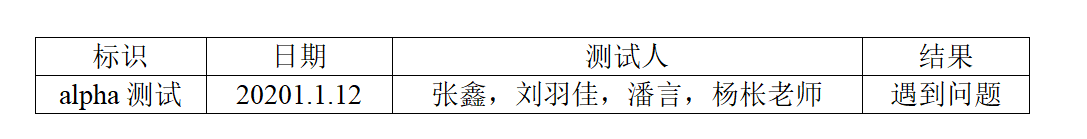 标识 日期 测试人 结果
alpha 测试 20201.1.12 张鑫，刘羽佳，潘言，杨枨老师 遇到问题